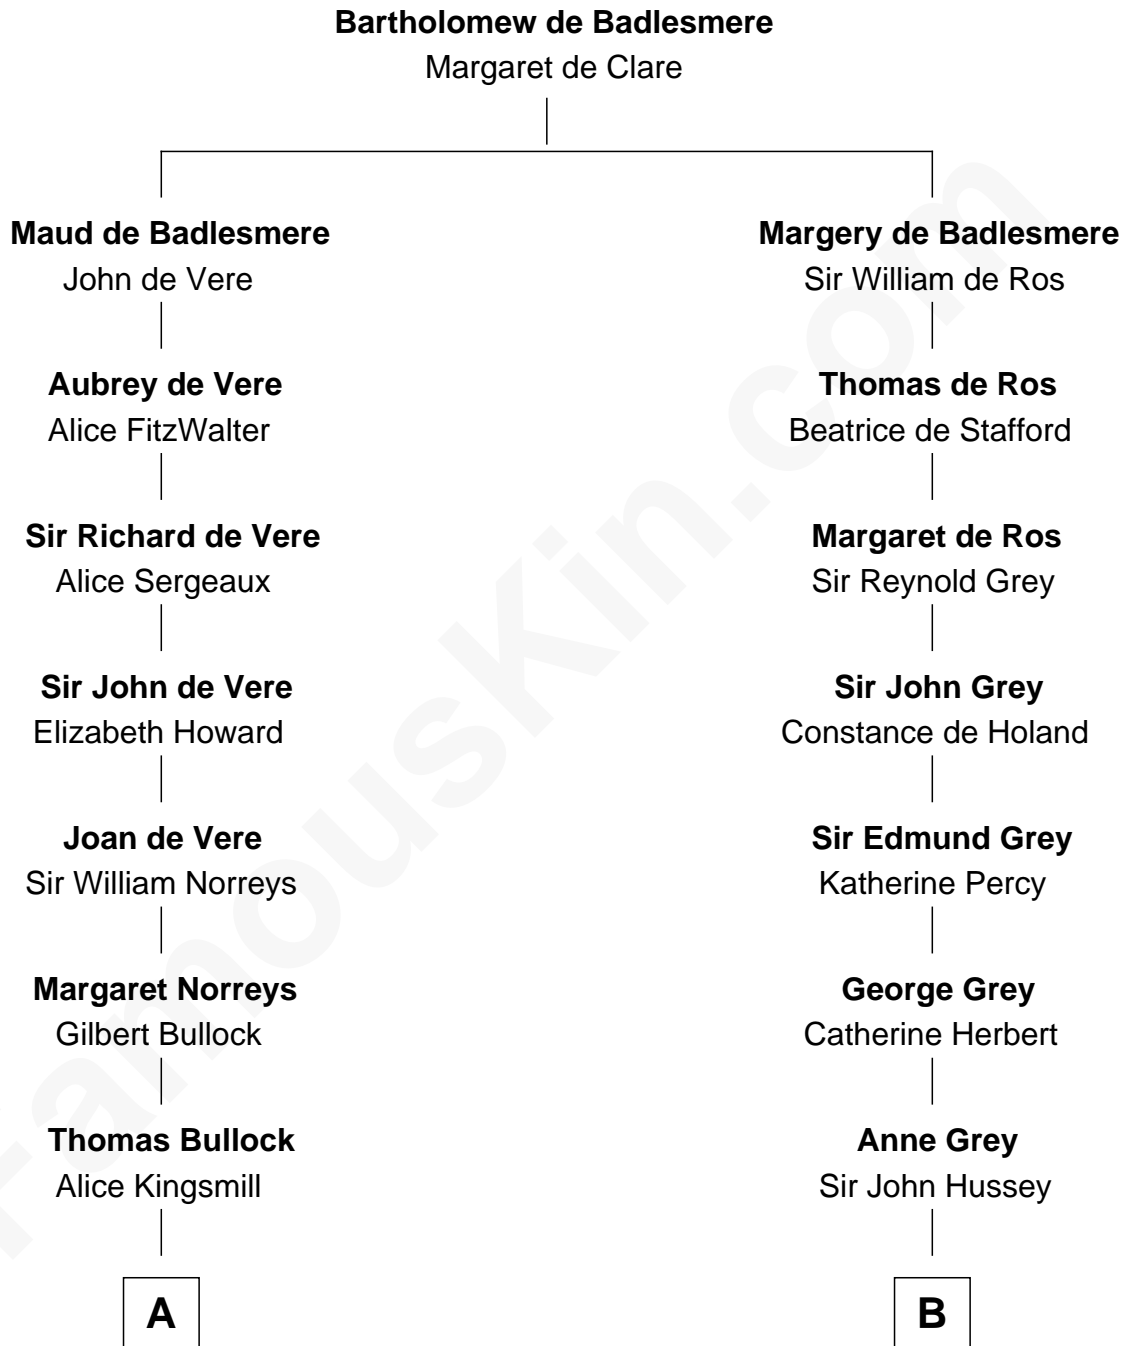 Bartholomew de Badlesmere
Margaret de Clare
Maud de Badlesmere
John de Vere
Margery de Badlesmere
Sir William de Ros
Aubrey de Vere
Alice FitzWalter
Thomas de Ros
Beatrice de Stafford
Sir Richard de Vere
Alice Sergeaux
Margaret de Ros
Sir Reynold Grey
Sir John de Vere
Elizabeth Howard
Sir John Grey
Constance de Holand
Joan de Vere
Sir William Norreys
Sir Edmund Grey
Katherine Percy
Margaret Norreys
Gilbert Bullock
George Grey
Catherine Herbert
Thomas Bullock
Alice Kingsmill
Anne Grey
Sir John Hussey
A
B
FamousKin.com